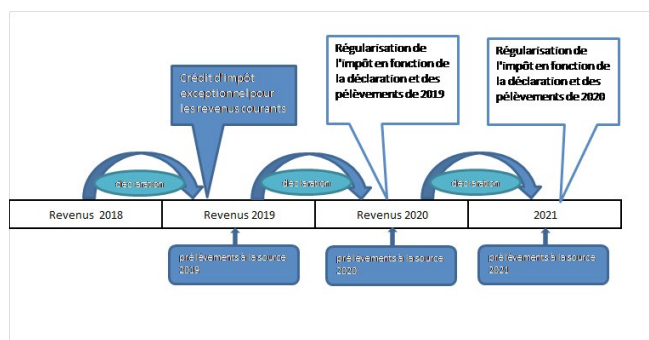 Régularisation de
l'impôt en fonction de
la déclaration et des
pélèvements de 2019
Régularisation de
l'impôt en fonction de
la déclaration et des
pélèvements de 2020
Crédit d'impôt
exceptionnel pour
les revenus courants
déclaration
déclaration
déclaration
Revenus 2018
Revenus 2019
Revenus 2020
2021
prélèvements à la source
2019
prélèvements à la source
2020
prélèvements à la source
2021